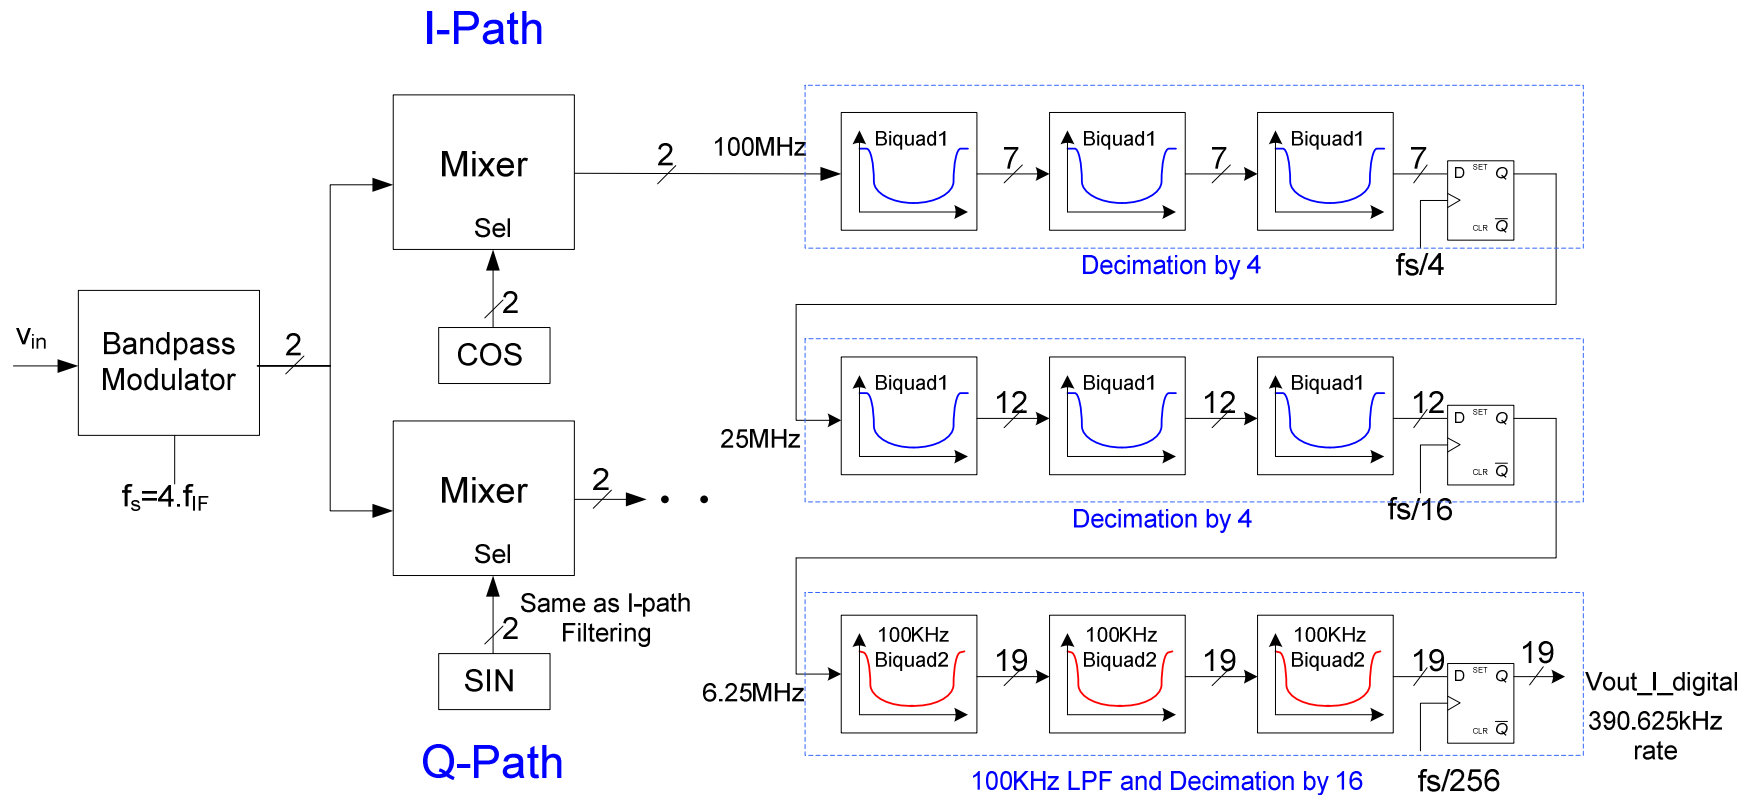 I-Path
Mixer
Sel
2
COS
2
100MHz
Biquad1
7
Biquad1
7
Biquad1
7
D SET Q
CLR Q
fs/4
Decimation by 4
vin
Bandpass
Modulator
2
fs=4.fIF
Mixer
Sel
2
Same as I-path
Filtering
2
SIN
Q-Path
25MHz
Biquad1
12
Biquad1
12
Biquad1
12
D SET Q
CLR Q
fs/16
Decimation by 4
6.25MHz
100KHz
Biquad2
19
100KHz
Biquad2
19
100KHz
Biquad2
19
D SET Q
CLR Q
19
Vout_I_digital
390.625kHz
rate
fs/256
100KHz LPF and Decimation by 16